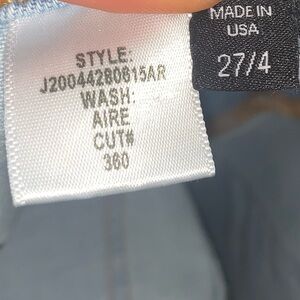 STYLE:
J20044280815AR
WASH:
AIRE
CUT#
360
MADE IN
USA
27/4